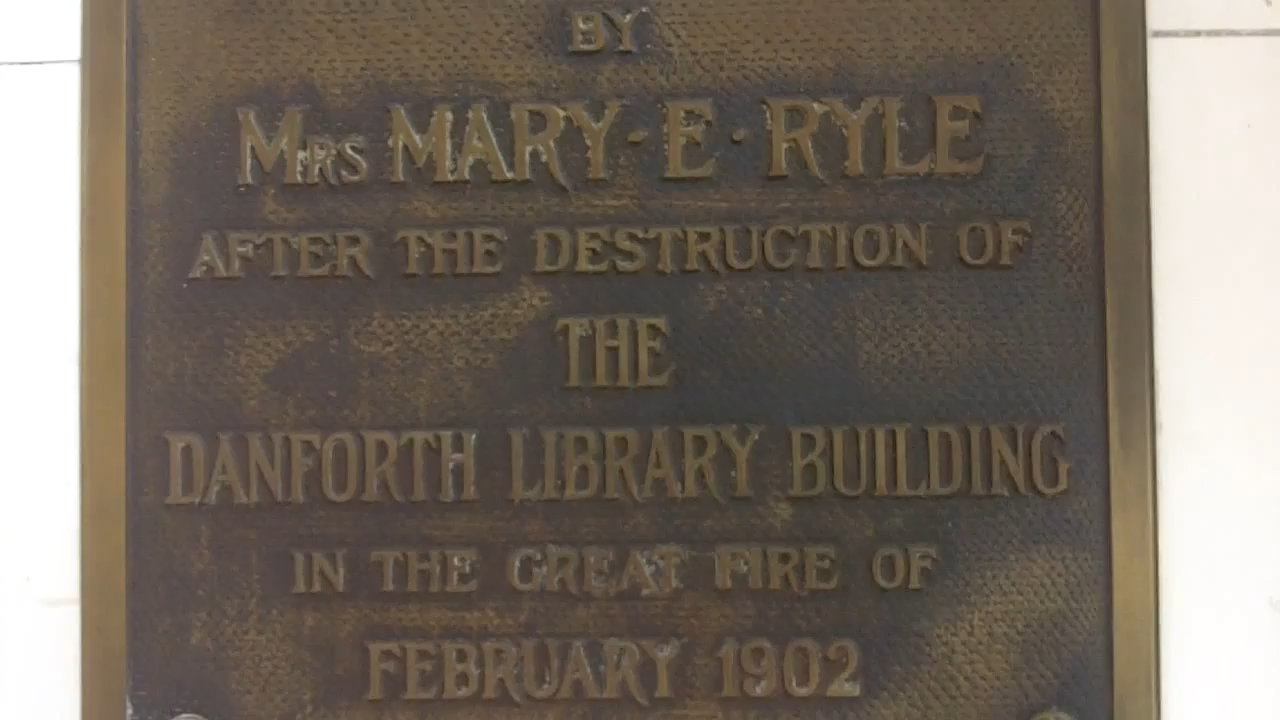 BY
MRS MARY · E · RYLE
AFTER THE DESTRUCTION OF
THE
DANFORTH LIBRARY BUILDING
IN THE GREAT FIRE OF
FEBRUARY 1902